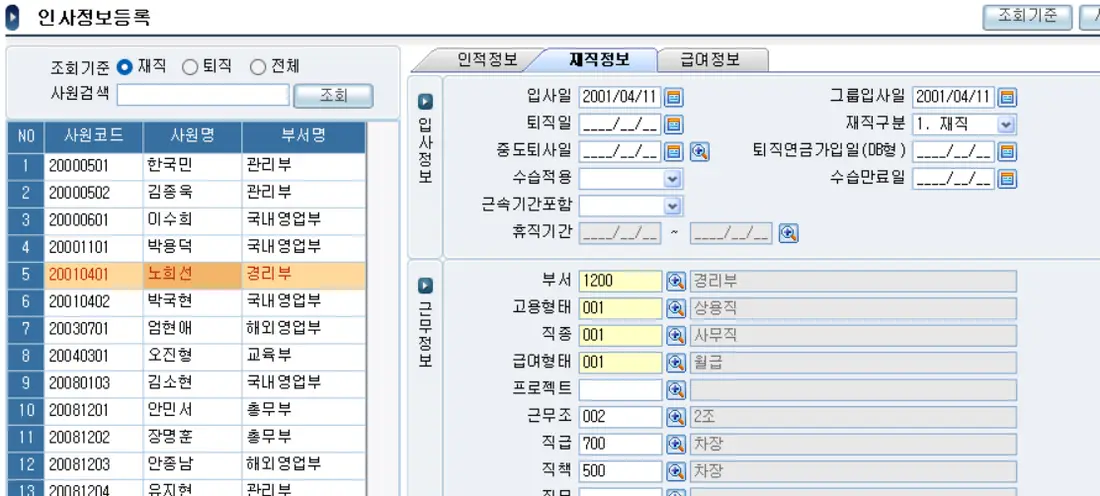 인사정보등록
조회기준
조회기준 재직 퇴직 전체
사원검색 조회
NO 사원코드 사원명 부서명
1 20000501 한국민 관리부
2 20000502 김종욱 관리부
3 20000601 이수희 국내영업부
4 20001101 박용덕 국내영업부
5 20010401 노희선 경리부
6 20010402 박국현 국내영업부
7 20030701 엄현애 해외영업부
8 20040301 오진형 교육부
9 20080103 김소현 국내영업부
10 20081201 안민서 총무부
11 20081202 장명훈 총무부
12 20081203 안종남 해외영업부
13 20081204 유지현 관리부
인적정보 재직정보 급여정보
입사정보
입사일 2001/04/11 그룹입사일 2001/04/11
퇴직일 ____/__/__ 재직구분 1. 재직
중도퇴사일 ____/__/__ 퇴직연금가입일(DB형) ____/__/__
수습적용 수습만료일 ____/__/__
근속기간포함
휴직기간 ____/__/__ ~ ____/__/__
근무정보
부서 1200 경리부
고용형태 001 상용직
직종 001 사무직
급여형태 001 월급
프로젝트
근무조 002 2조
직급 700 차장
직책 500 차장